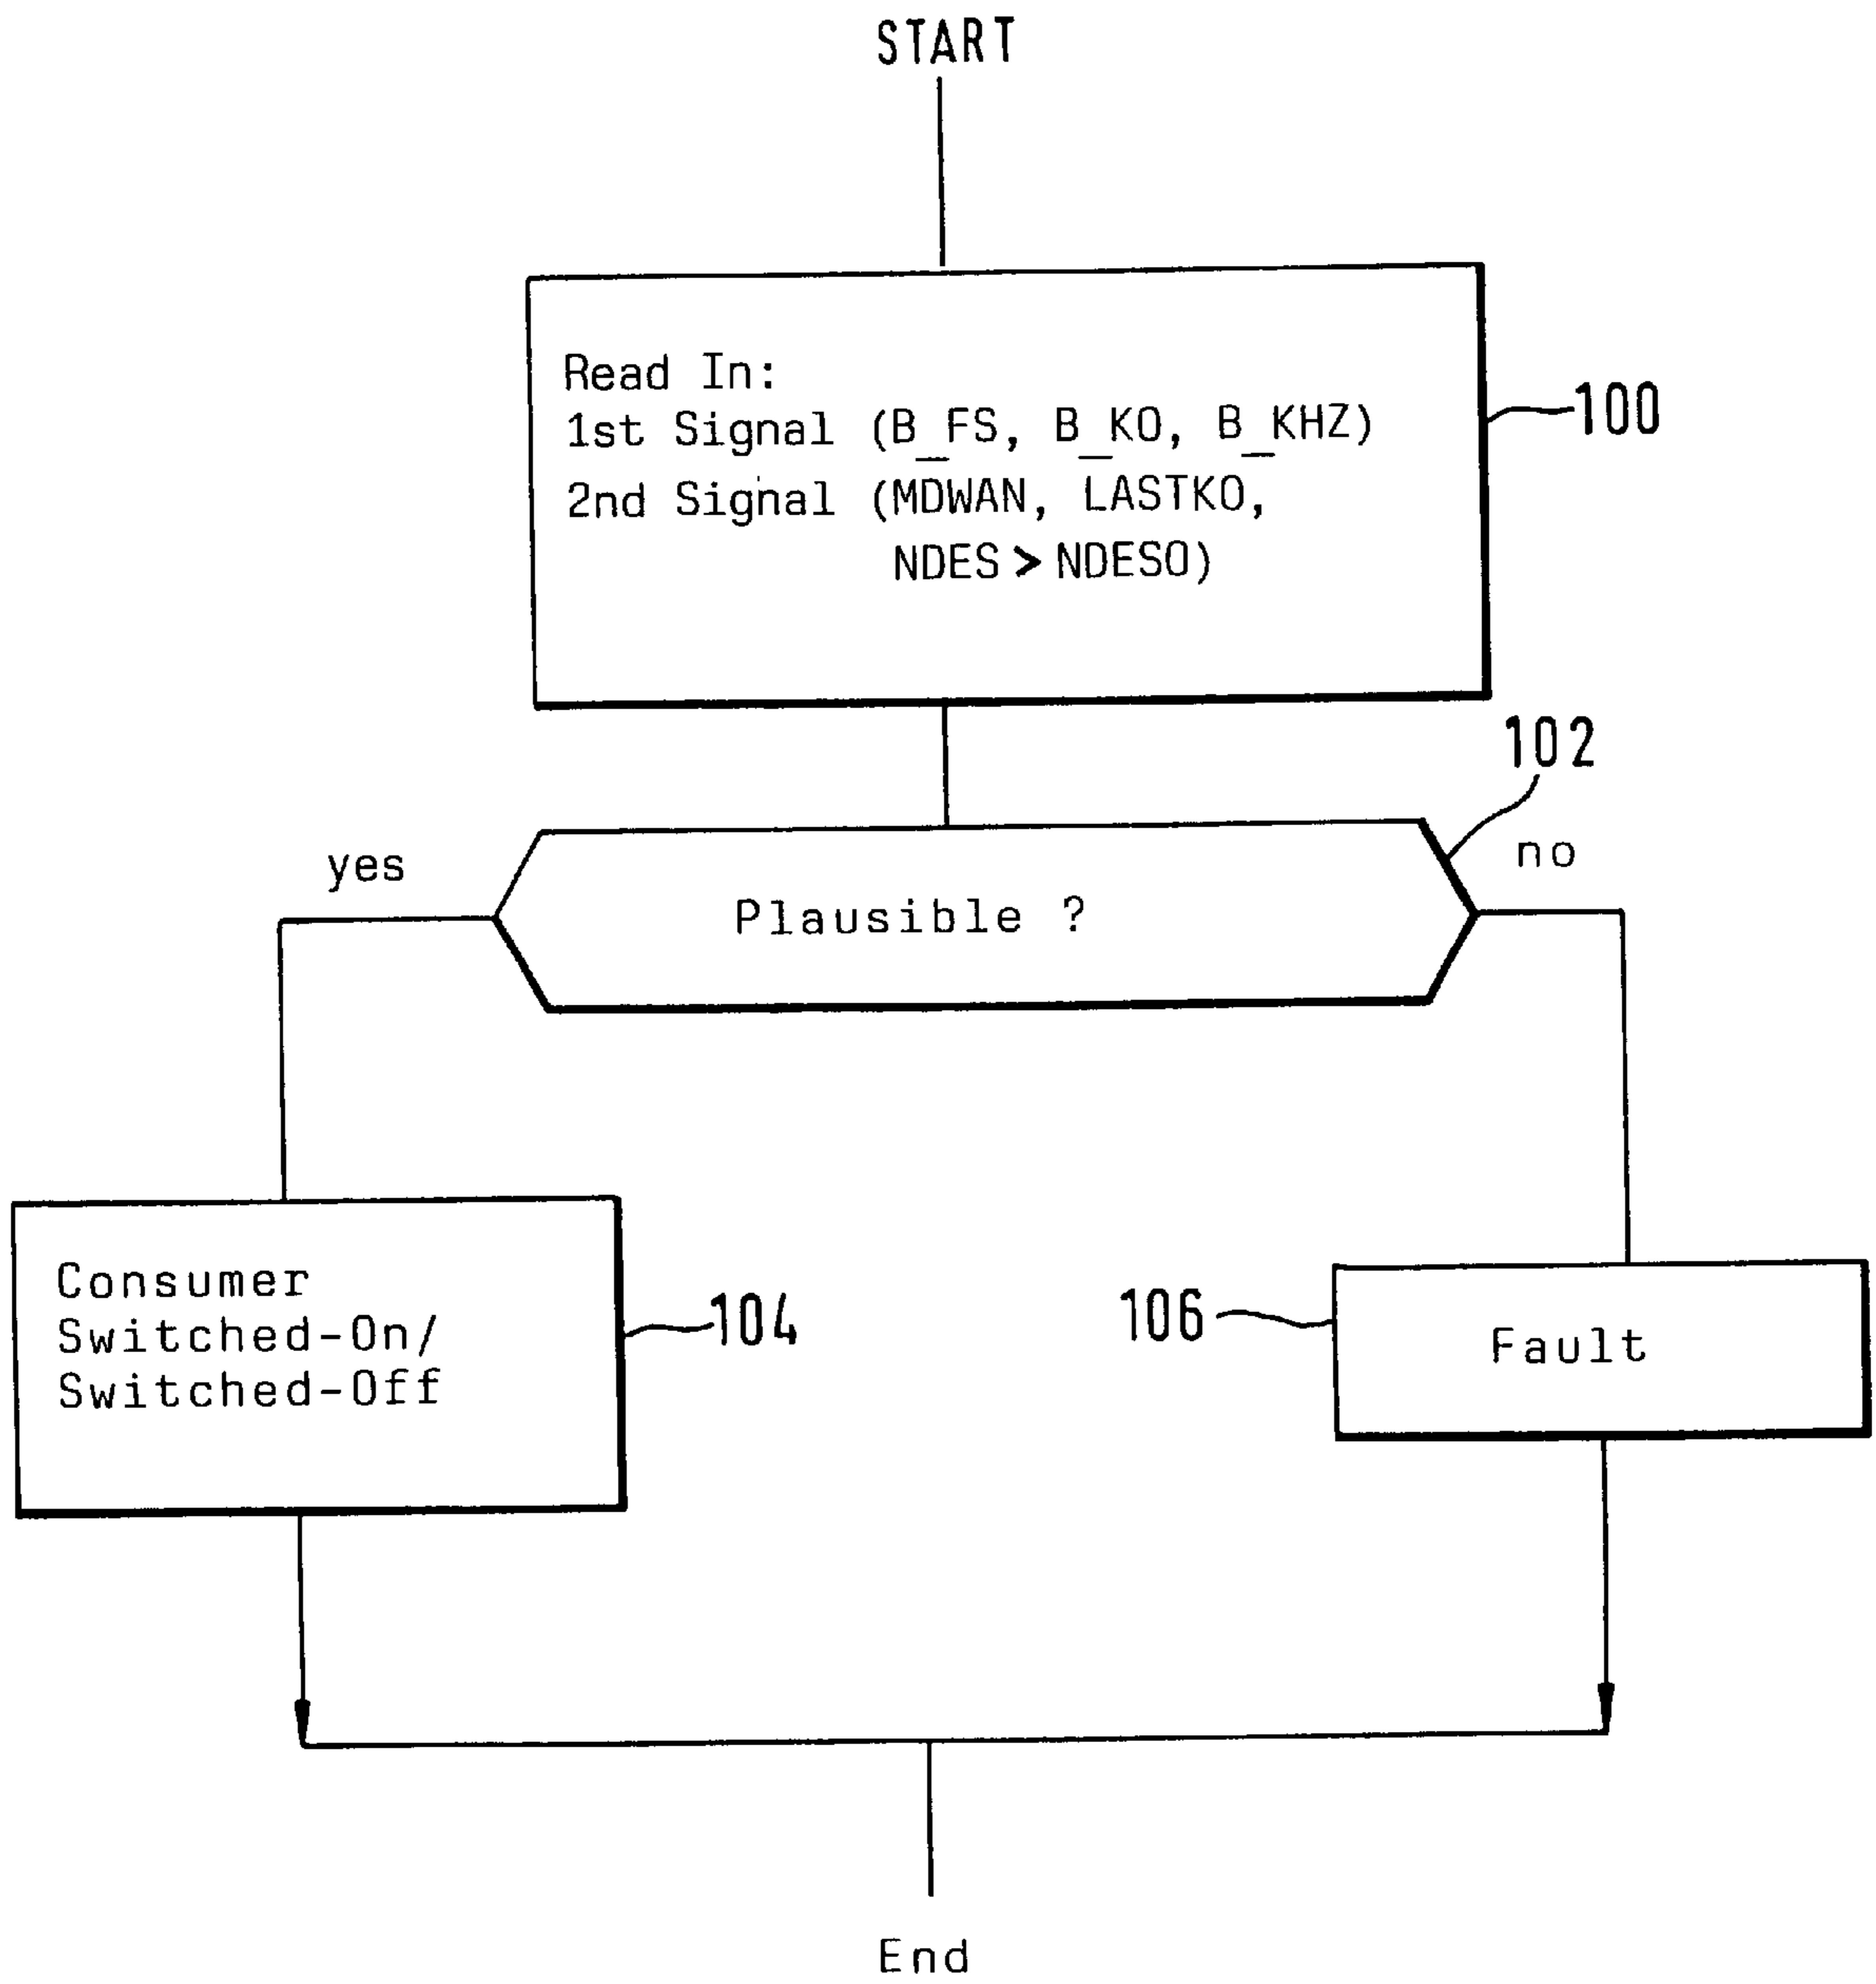 START
Read In:
1st Signal (B_FS, B_KO, B_KHZ)
2nd Signal (MDWAN, LASTKO,
NDES > NDESO)
100
102
yes
no
Plausible ?
Consumer
Switched-On/
Switched-Off
104
106
Fault
End